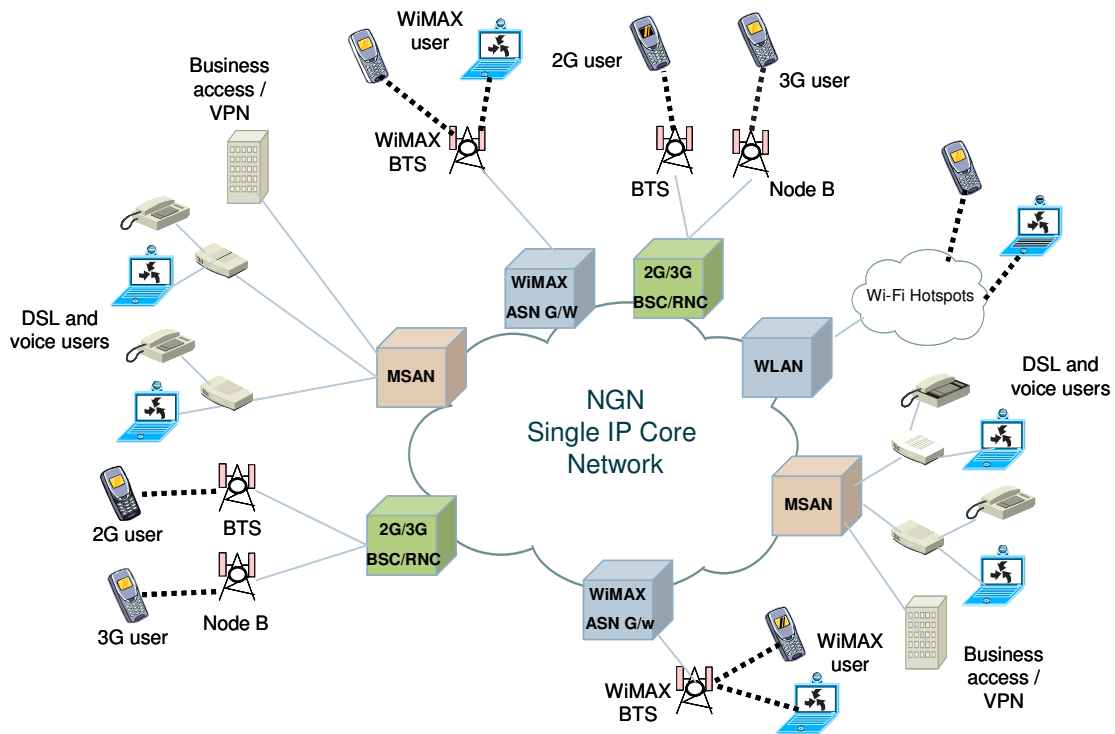 WiMAX
user
2G user
3G user
Business
access /
VPN
WiMAX
BTS
BTS
Node B
WiMAX
ASN G/W
2G/3G
BSC/RNC
Wi-Fi Hotspots
DSL and
voice users
MSAN
WLAN
DSL and
voice users
NGN
Single IP Core
Network
MSAN
2G user
BTS
2G/3G
BSC/RNC
3G user
Node B
WiMAX
ASN G/w
WiMAX
user
WiMAX
BTS
Business
access /
VPN